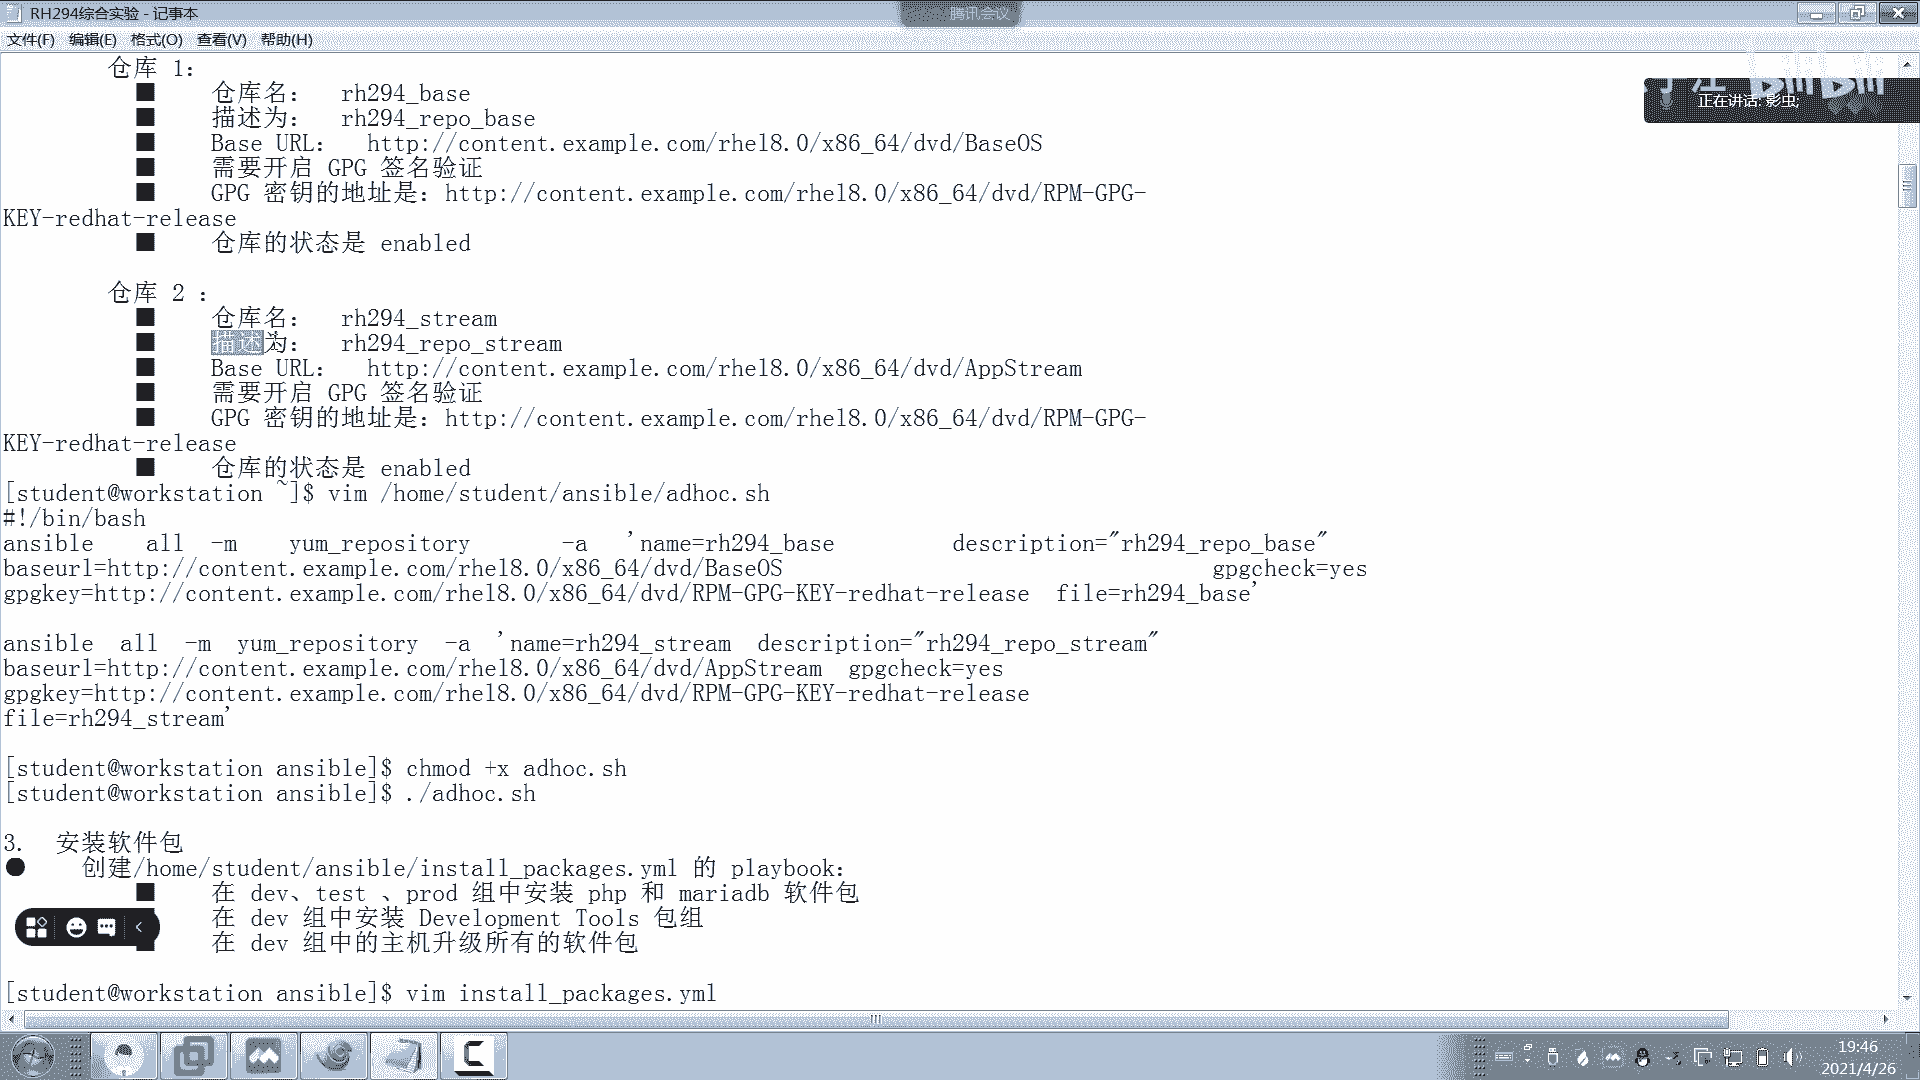 RH294综合实验 - 记事本
腾讯会议
文件(F) 编辑(E) 格式(O) 查看(V) 帮助(H)
正在讲话: 影虫;
仓库 1：
■ 仓库名： rh294_base
■ 描述为： rh294_repo_base
■ Base URL： http://content.example.com/rhel8.0/x86_64/dvd/BaseOS
■ 需要开启 GPG 签名验证
■ GPG 密钥的地址是：http://content.example.com/rhel8.0/x86_64/dvd/RPM-GPG-
KEY-redhat-release
■ 仓库的状态是 enabled
仓库 2 ：
■ 仓库名： rh294_stream
■ 描述为： rh294_repo_stream
■ Base URL： http://content.example.com/rhel8.0/x86_64/dvd/AppStream
■ 需要开启 GPG 签名验证
■ GPG 密钥的地址是：http://content.example.com/rhel8.0/x86_64/dvd/RPM-GPG-
KEY-redhat-release
■ 仓库的状态是 enabled
[student@workstation ~]$ vim /home/student/ansible/adhoc.sh
#!/bin/bash
ansible all -m yum_repository -a 'name=rh294_base description="rh294_repo_base"
baseurl=http://content.example.com/rhel8.0/x86_64/dvd/BaseOS gpgcheck=yes
gpgkey=http://content.example.com/rhel8.0/x86_64/dvd/RPM-GPG-KEY-redhat-release file=rh294_base'
ansible all -m yum_repository -a 'name=rh294_stream description="rh294_repo_stream"
baseurl=http://content.example.com/rhel8.0/x86_64/dvd/AppStream gpgcheck=yes
gpgkey=http://content.example.com/rhel8.0/x86_64/dvd/RPM-GPG-KEY-redhat-release
file=rh294_stream'
[student@workstation ansible]$ chmod +x adhoc.sh
[student@workstation ansible]$ ./adhoc.sh
3. 安装软件包
● 创建/home/student/ansible/install_packages.yml 的 playbook：
■ 在 dev、test 、prod 组中安装 php 和 mariadb 软件包
在 dev 组中安装 Development Tools 包组
在 dev 组中的主机升级所有的软件包
[student@workstation ansible]$ vim install_packages.yml
19:46
2021/4/26